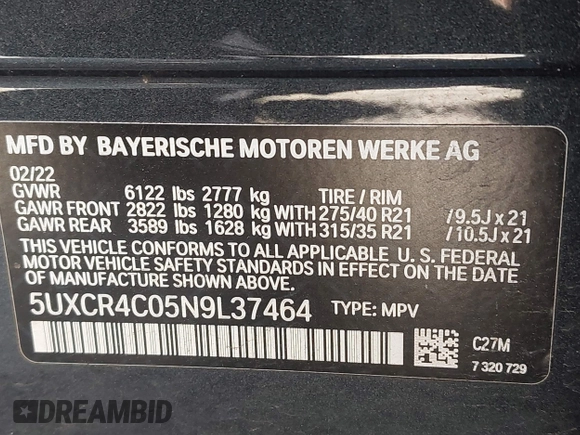 MFD BY BAYERISCHE MOTOREN WERKE AG
02/22
GVWR 6122 lbs 2777 kg TIRE / RIM
GAWR FRONT 2822 lbs 1280 kg WITH 275/40 R21 /9.5J x 21
GAWR REAR 3589 lbs 1628 kg WITH 315/35 R21 /10.5J x 21
THIS VEHICLE CONFORMS TO ALL APPLICABLE U. S. FEDERAL
MOTOR VEHICLE SAFETY STANDARDS IN EFFECT ON THE DATE
OF MANUFACTURE SHOWN ABOVE.
5UXCR4C05N9L37464 TYPE: MPV
C27M
7 320 729
DREAMBID